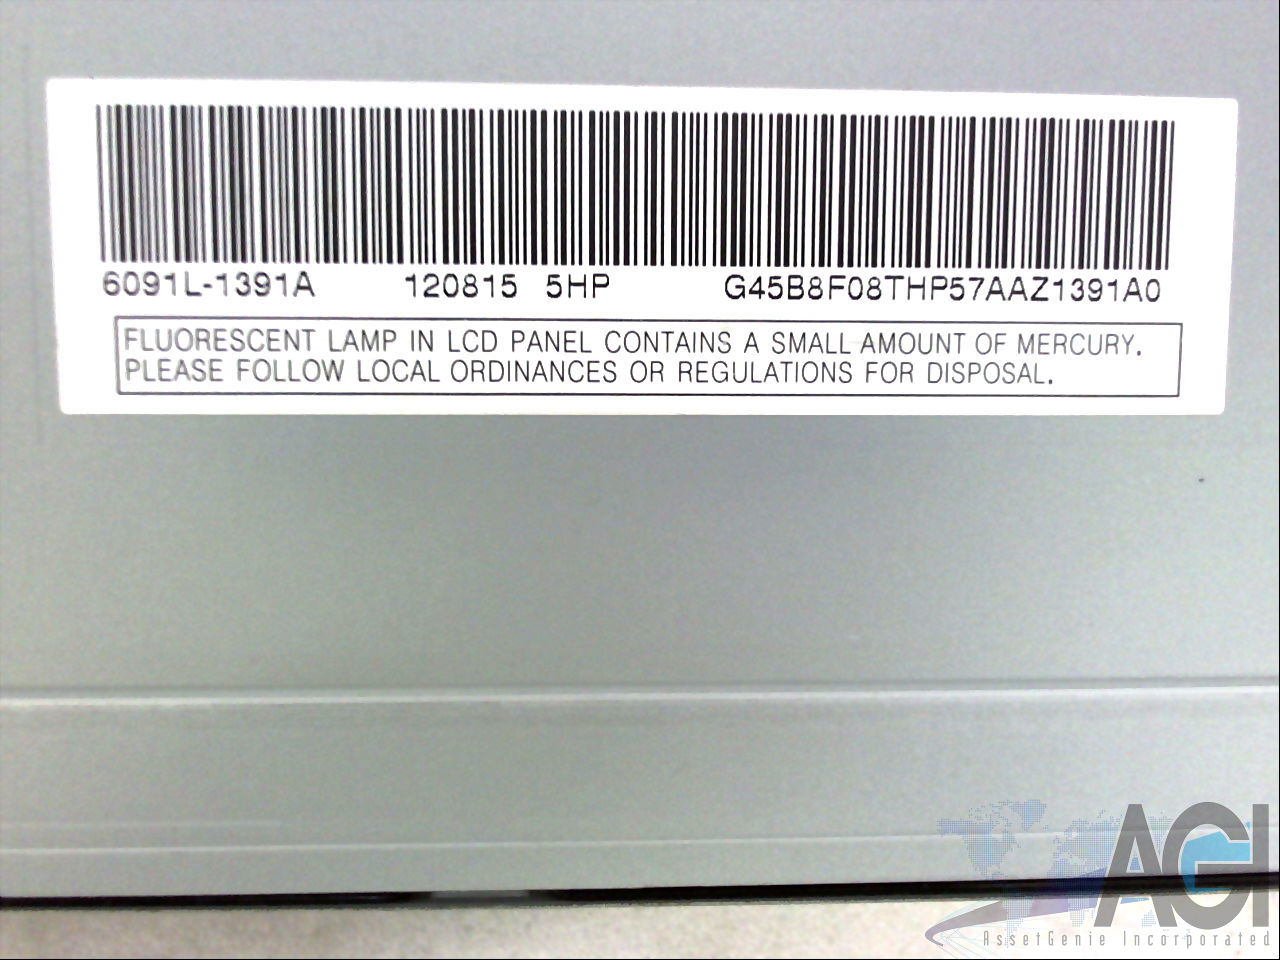 6091L-1391A 120815 5HP G45B8F08THP57AAZ1391A0
FLUORESCENT LAMP IN LCD PANEL CONTAINS A SMALL AMOUNT OF MERCURY.
PLEASE FOLLOW LOCAL ORDINANCES OR REGULATIONS FOR DISPOSAL.
AGI
AssetGenie Incorporated